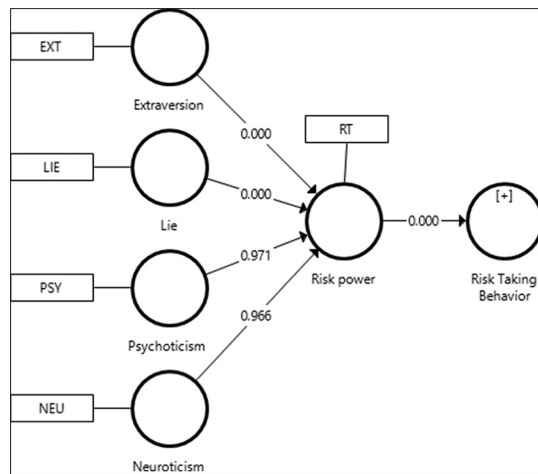 EXT
Extraversion
0.000
RT
LIE
Lie
0.000
[+]
0.000
Risk power
Risk Taking
Behavior
0.971
PSY
Psychoticism
0.966
NEU
Neuroticism